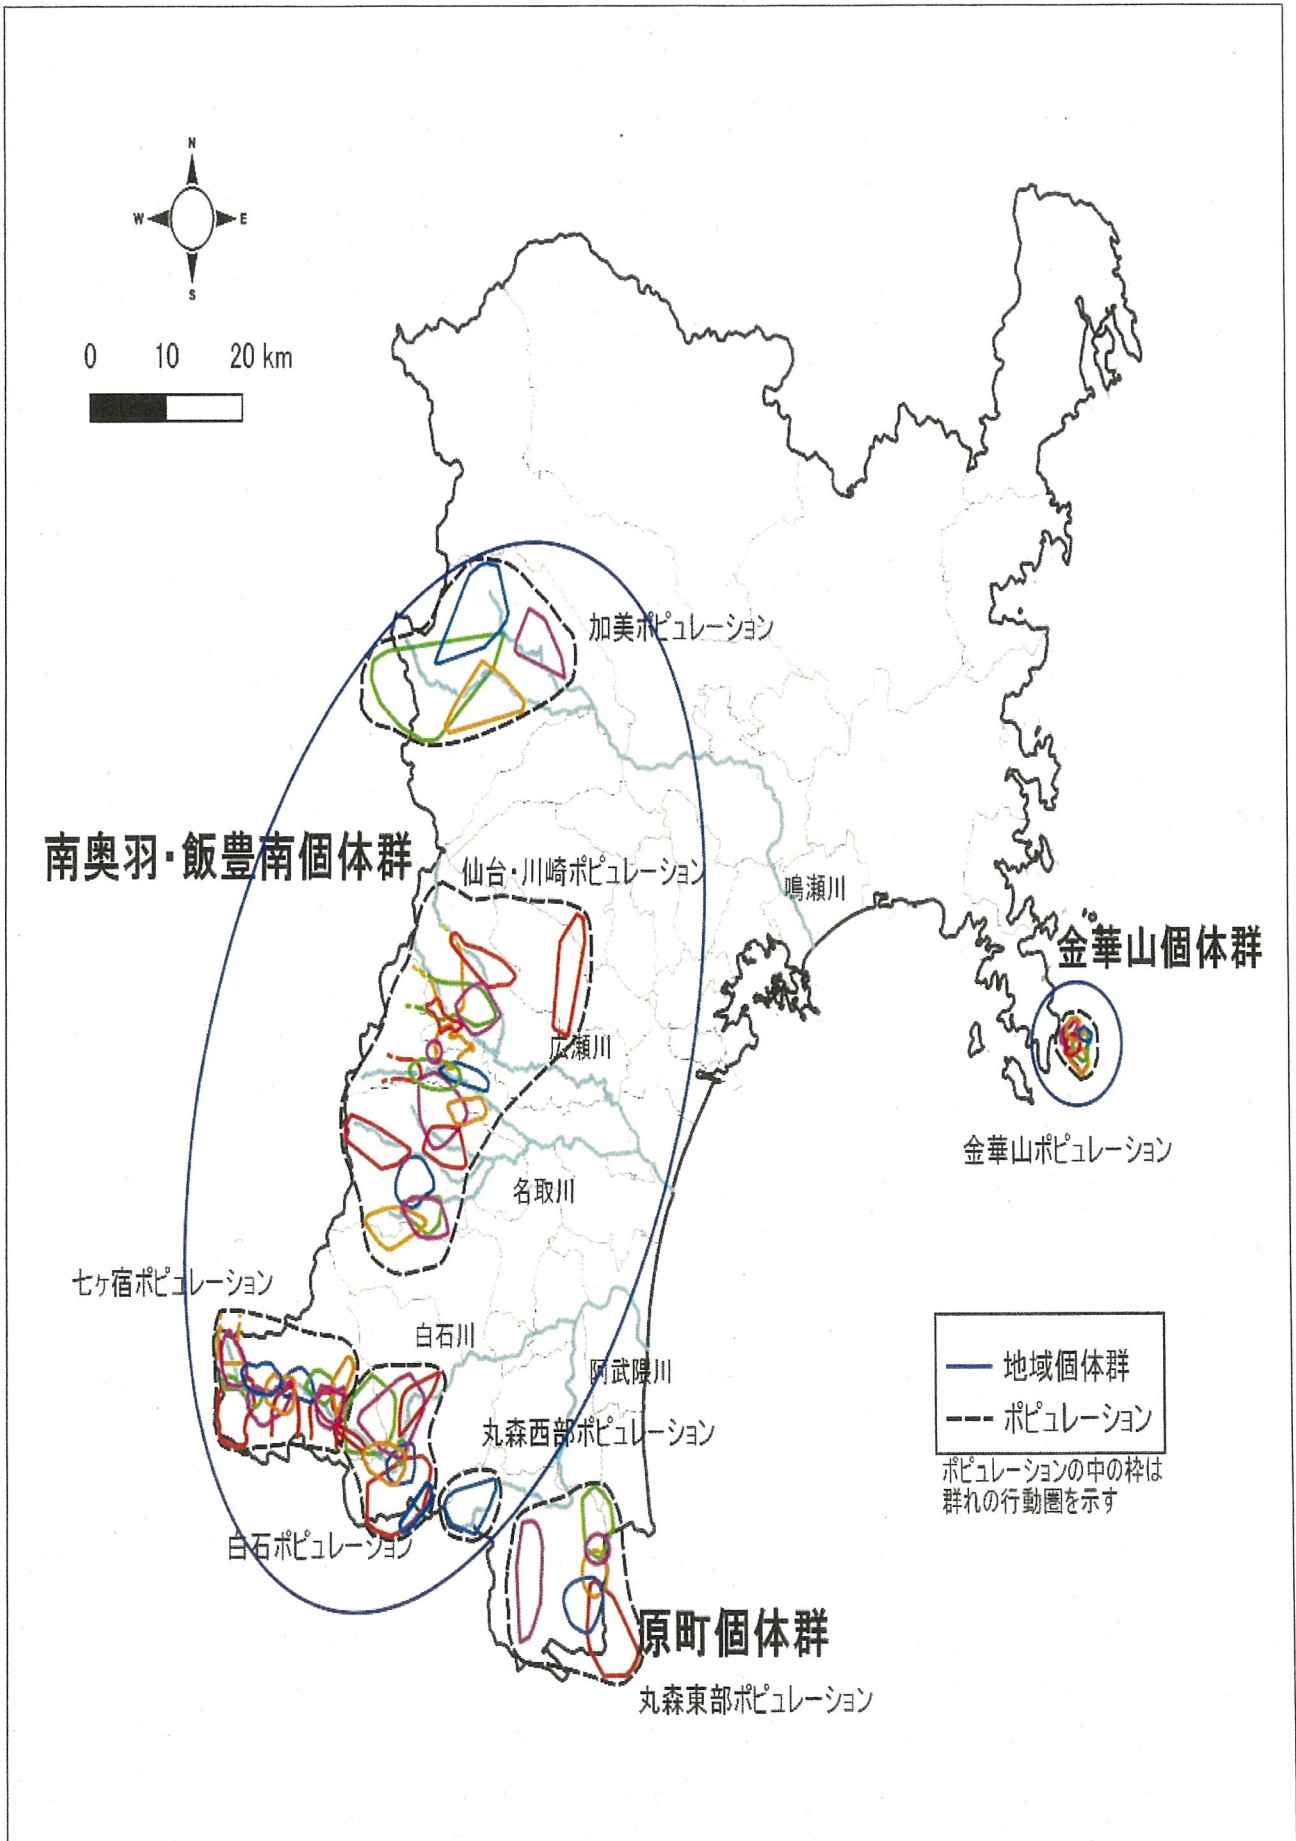 N
W
E
S
0 10 20 km
加美ポピュレーション
南奥羽・飯豊南個体群
仙台・川崎ポピュレーション
鳴瀬川
金華山個体群
広瀬川
金華山ポピュレーション
名取川
七ヶ宿ポピュレーション
白石川
阿武隈川
丸森西部ポピュレーション
地域個体群
ポピュレーション
ポピュレーションの中の枠は
群れの行動圏を示す
白石ポピュレーション
原町個体群
丸森東部ポピュレーション